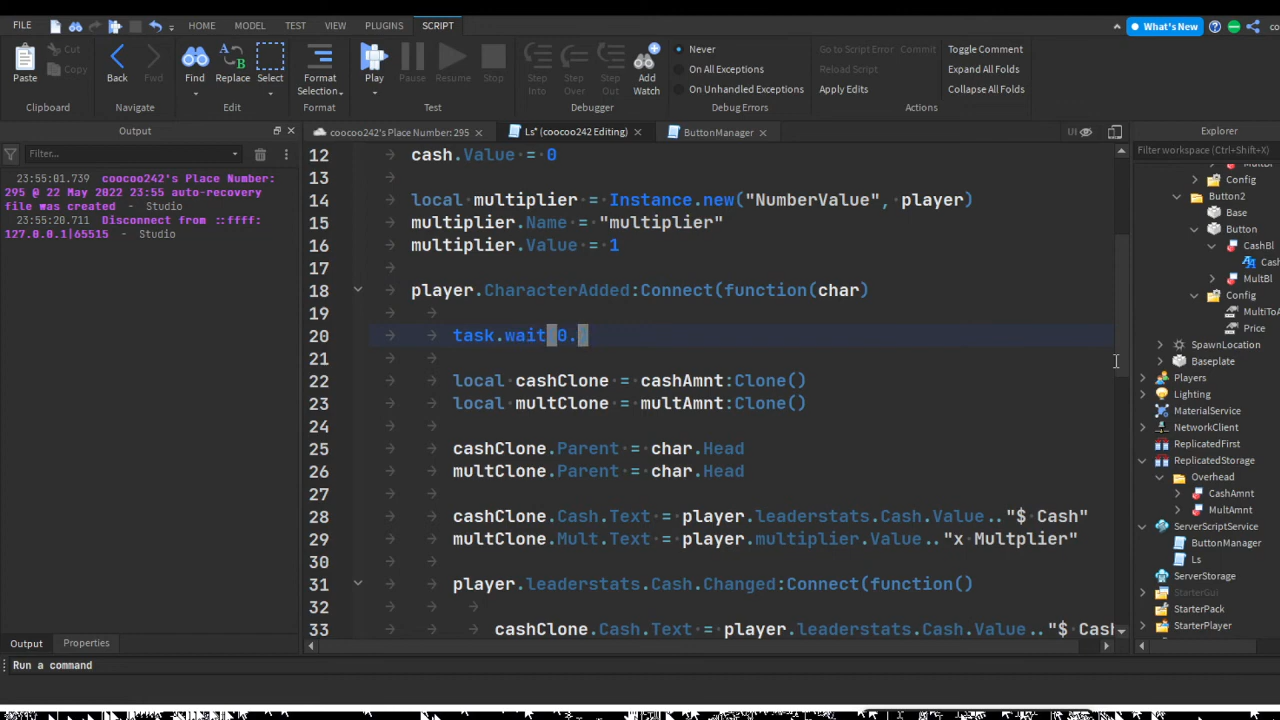 FILE HOME MODEL TEST VIEW PLUGINS SCRIPT What's New co
Cut Never Go to Script Error Commit Toggle Comment
Copy On All Exceptions Reload Script Expand All Folds
On Unhandled Exceptions Apply Edits Collapse All Folds
Paste Back Fwd Find Replace Select Format Selection Play Pause Resume Stop Step Into Step Over Step Out Add Watch
Clipboard Navigate Edit Format Test Debugger Debug Errors Actions
Output coocoo242's Place Number: 295 Ls* (coocoo242 Editing) ButtonManager UI Explorer
Filter... Filter workspace (Ctrl+Shift+X)
23:55:01.739 coocoo242's Place Number:
295 @ 22 May 2022 23:55 auto-recovery
file was created - Studio
23:55:20.711 Disconnect from ::ffff:
127.0.0.1|65515 - Studio
12 cash.Value = 0
13
14 local multiplier = Instance.new("NumberValue", player)
15 multiplier.Name = "multiplier"
16 multiplier.Value = 1
17
18 player.CharacterAdded:Connect(function(char)
19
20 task.wait(0.)
21
22 local cashClone = cashAmnt:Clone()
23 local multClone = multAmnt:Clone()
24
25 cashClone.Parent = char.Head
26 multClone.Parent = char.Head
27
28 cashClone.Cash.Text = player.leaderstats.Cash.Value.."$ Cash"
29 multClone.Mult.Text = player.multiplier.Value.."x Multplier"
30
31 player.leaderstats.Cash.Changed:Connect(function()
32
33 cashClone.Cash.Text = player.leaderstats.Cash.Value.."$ Cash
Config
Button2
Base
Button
CashBl
Cash
MultBl
Config
MultiToA
Price
SpawnLocation
Baseplate
Players
Lighting
MaterialService
NetworkClient
ReplicatedFirst
ReplicatedStorage
Overhead
CashAmnt
MultAmnt
ServerScriptService
ButtonManager
Ls
ServerStorage
StarterGui
StarterPack
StarterPlayer
Output Properties
Run a command